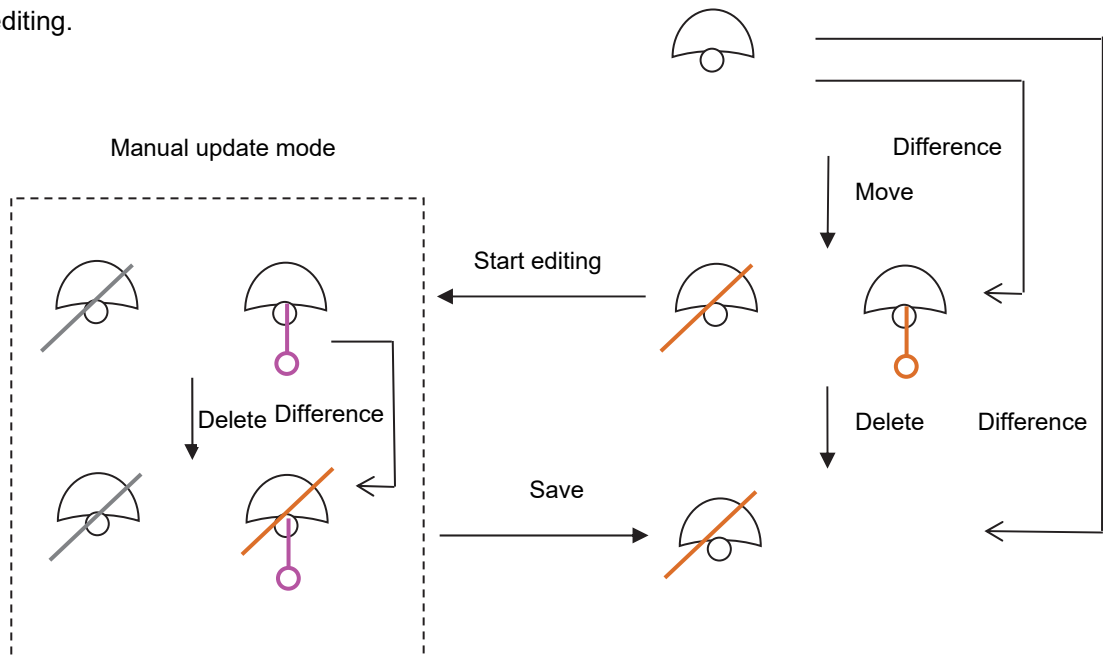 editing.
Manual update mode
Difference
Move
Start editing
Delete
Difference
Delete
Difference
Save